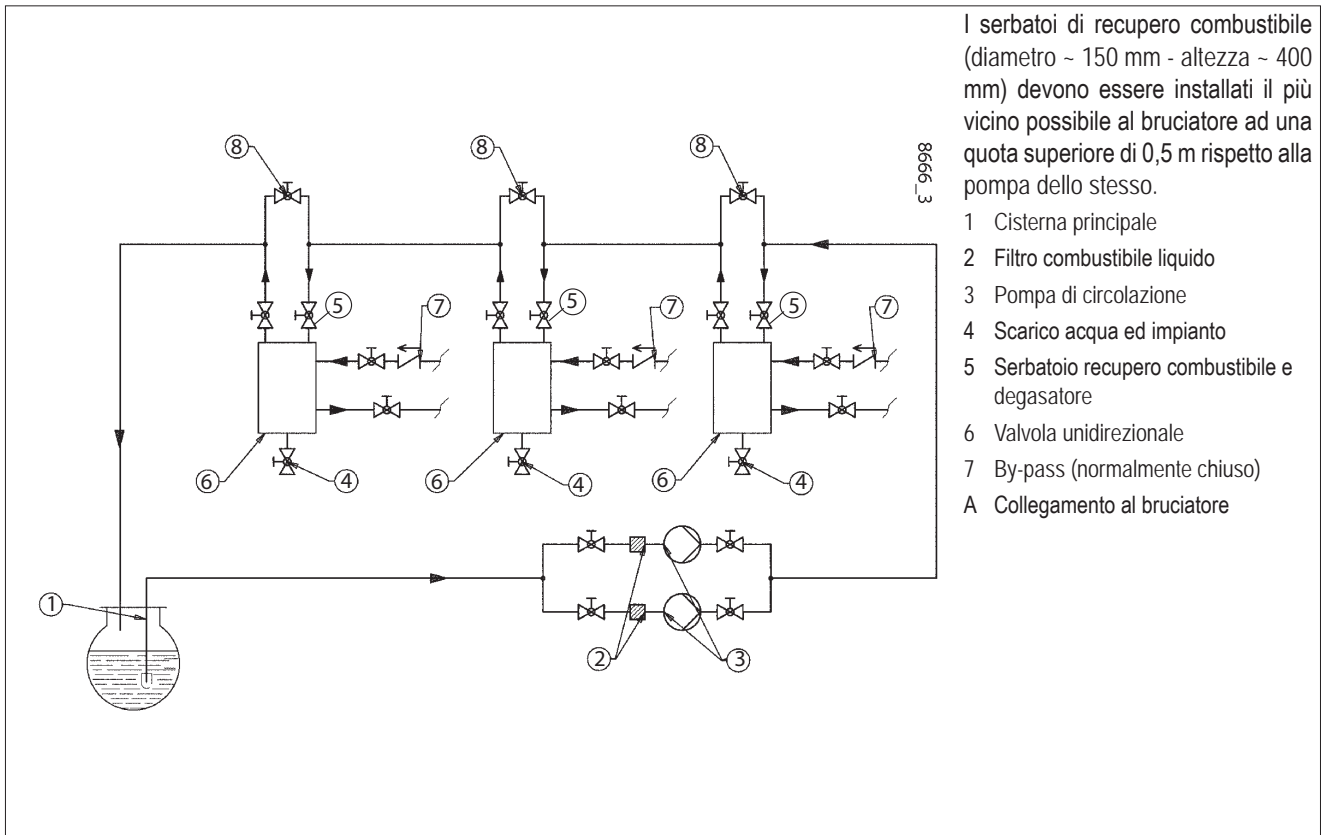 I serbatoi di recupero combustibile
(diametro ~ 150 mm - altezza ~ 400
mm) devono essere installati il più
vicino possibile al bruciatore ad una
quota superiore di 0,5 m rispetto alla
pompa dello stesso.
1 Cisterna principale
2 Filtro combustibile liquido
3 Pompa di circolazione
4 Scarico acqua ed impianto
5 Serbatoio recupero combustibile e
degasatore
6 Valvola unidirezionale
7 By-pass (normalmente chiuso)
A Collegamento al bruciatore
8666_3
8 8 8
5 7 5 7 5 7
6 4 6 4 6 4
1
2 3